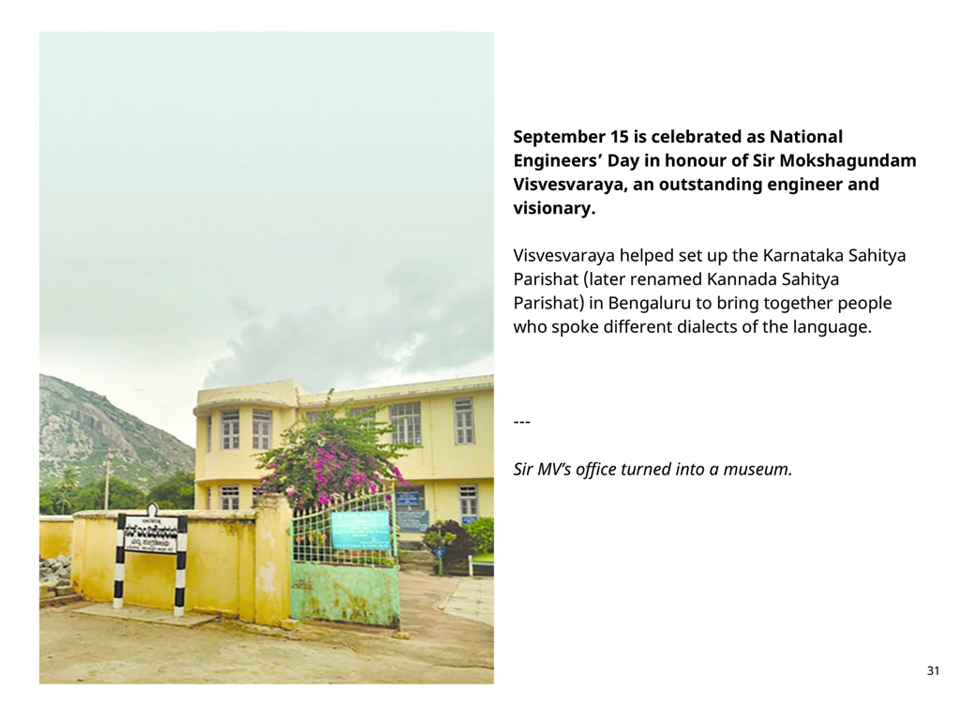 September 15 is celebrated as National
Engineers’ Day in honour of Sir Mokshagundam
Visvesvaraya, an outstanding engineer and
visionary.
Visvesvaraya helped set up the Karnataka Sahitya
Parishat (later renamed Kannada Sahitya
Parishat) in Bengaluru to bring together people
who spoke different dialects of the language.
---
Sir MV’s office turned into a museum.
31